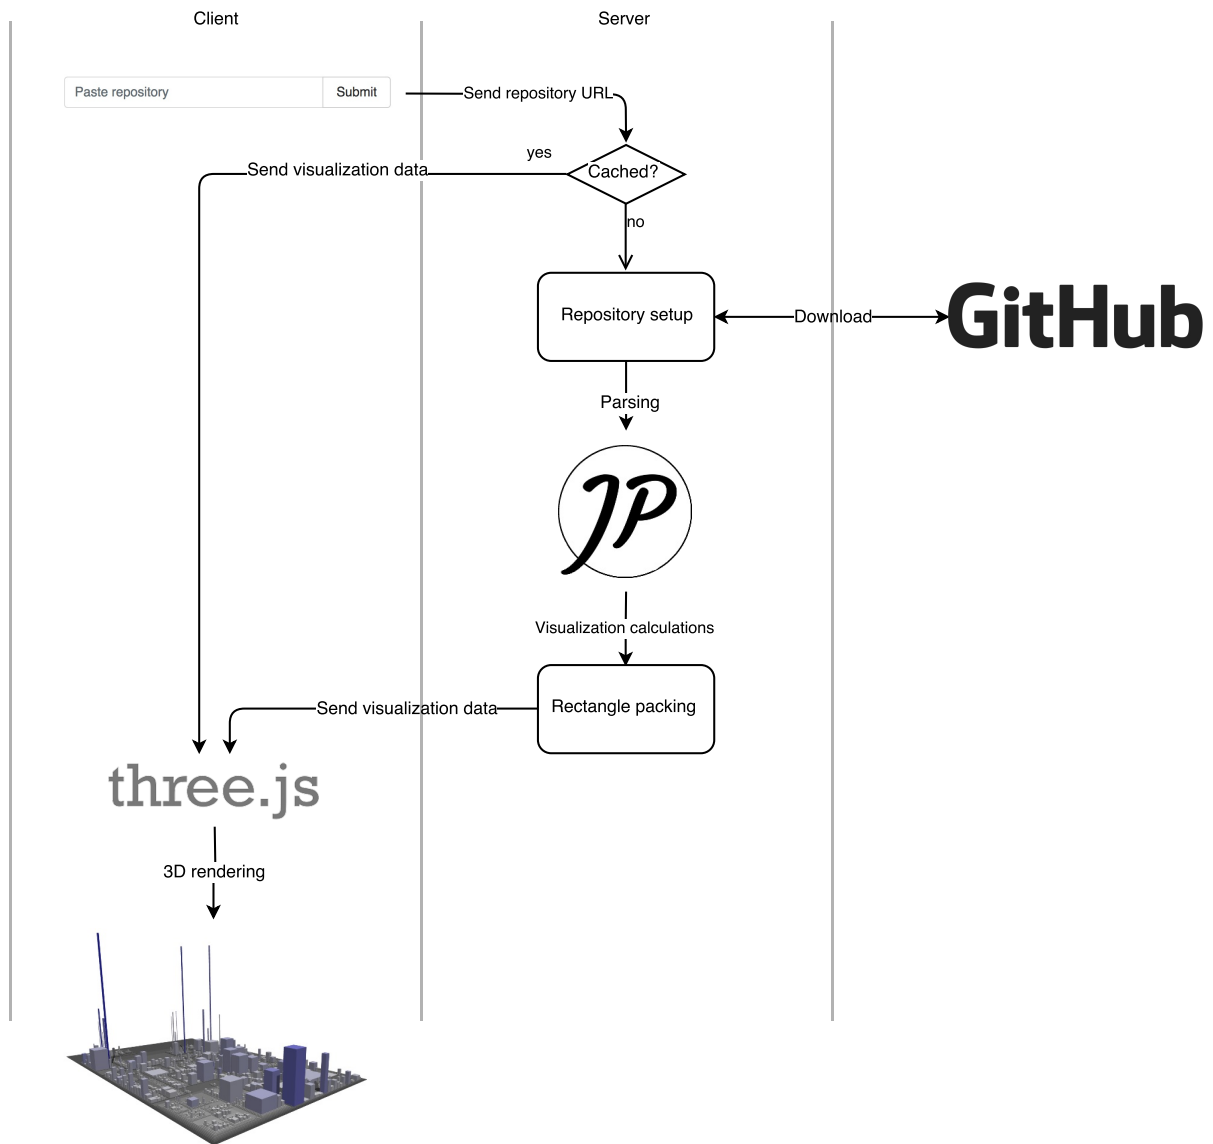 Client
Server
Paste repository
Submit
Send repository URL
yes
Send visualization data
Cached?
no
Repository setup
Download
GitHub
Parsing
JP
Visualization calculations
Rectangle packing
Send visualization data
three.js
3D rendering